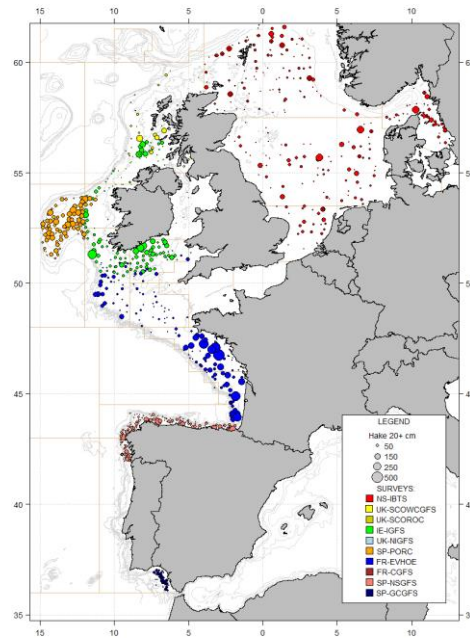 15 10 5 0 5 10
60
55
50
45
40
35
LEGEND
Hake 20+ cm
50
150
250
500
SURVEYS:
NS-IBTS
UK-SCOWCGFS
UK-SCOROC
IE-IGFS
UK-NIGFS
SP-PORC
FR-EVHOE
FR-CGFS
SP-NSGFS
SP-GCGFS
15 10 5 0 5 10